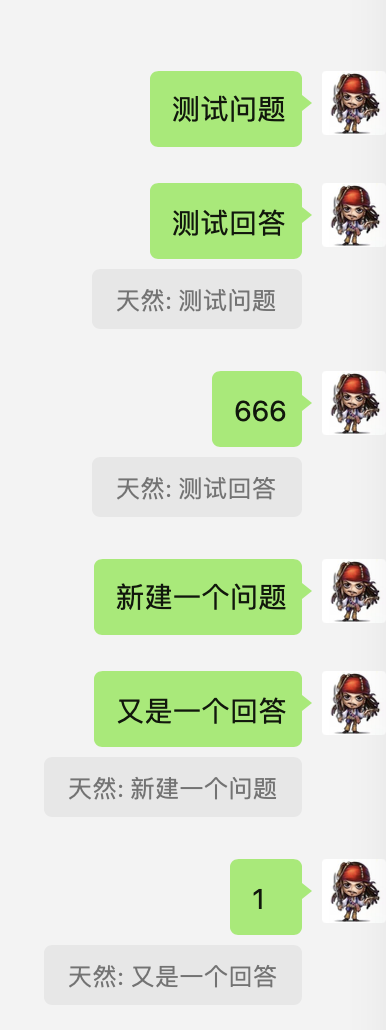 测试问题
测试回答
天然: 测试问题
666
天然: 测试回答
新建一个问题
又是一个回答
天然: 新建一个问题
1
天然: 又是一个回答